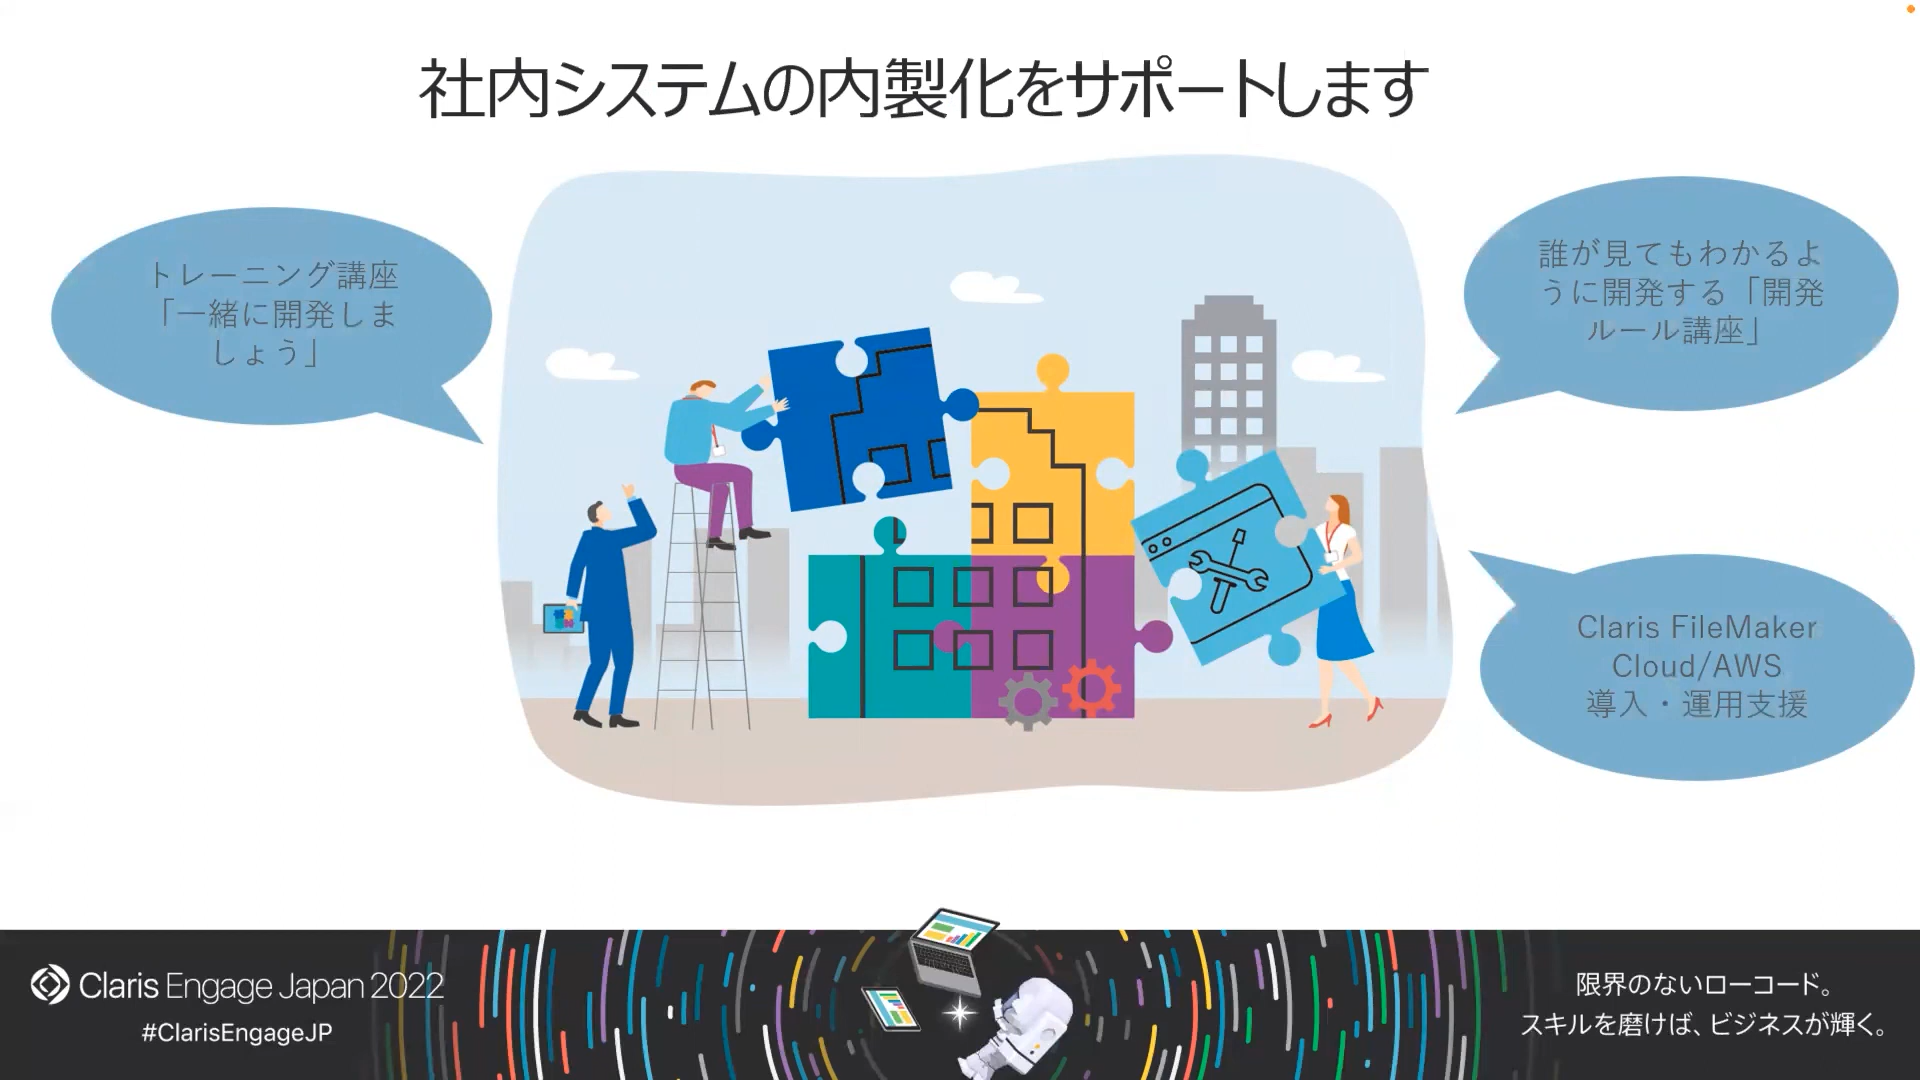 社内システムの内製化をサポートします
トレーニング講座
「一緒に開発しま
しょう」
誰が見てもわかるよ
うに開発する「開発
ルール講座」
Claris FileMaker
Cloud/AWS
導入・運用支援
Claris Engage Japan 2022
#ClarisEngageJP
限界のないローコード。
スキルを磨けば、ビジネスが輝く。